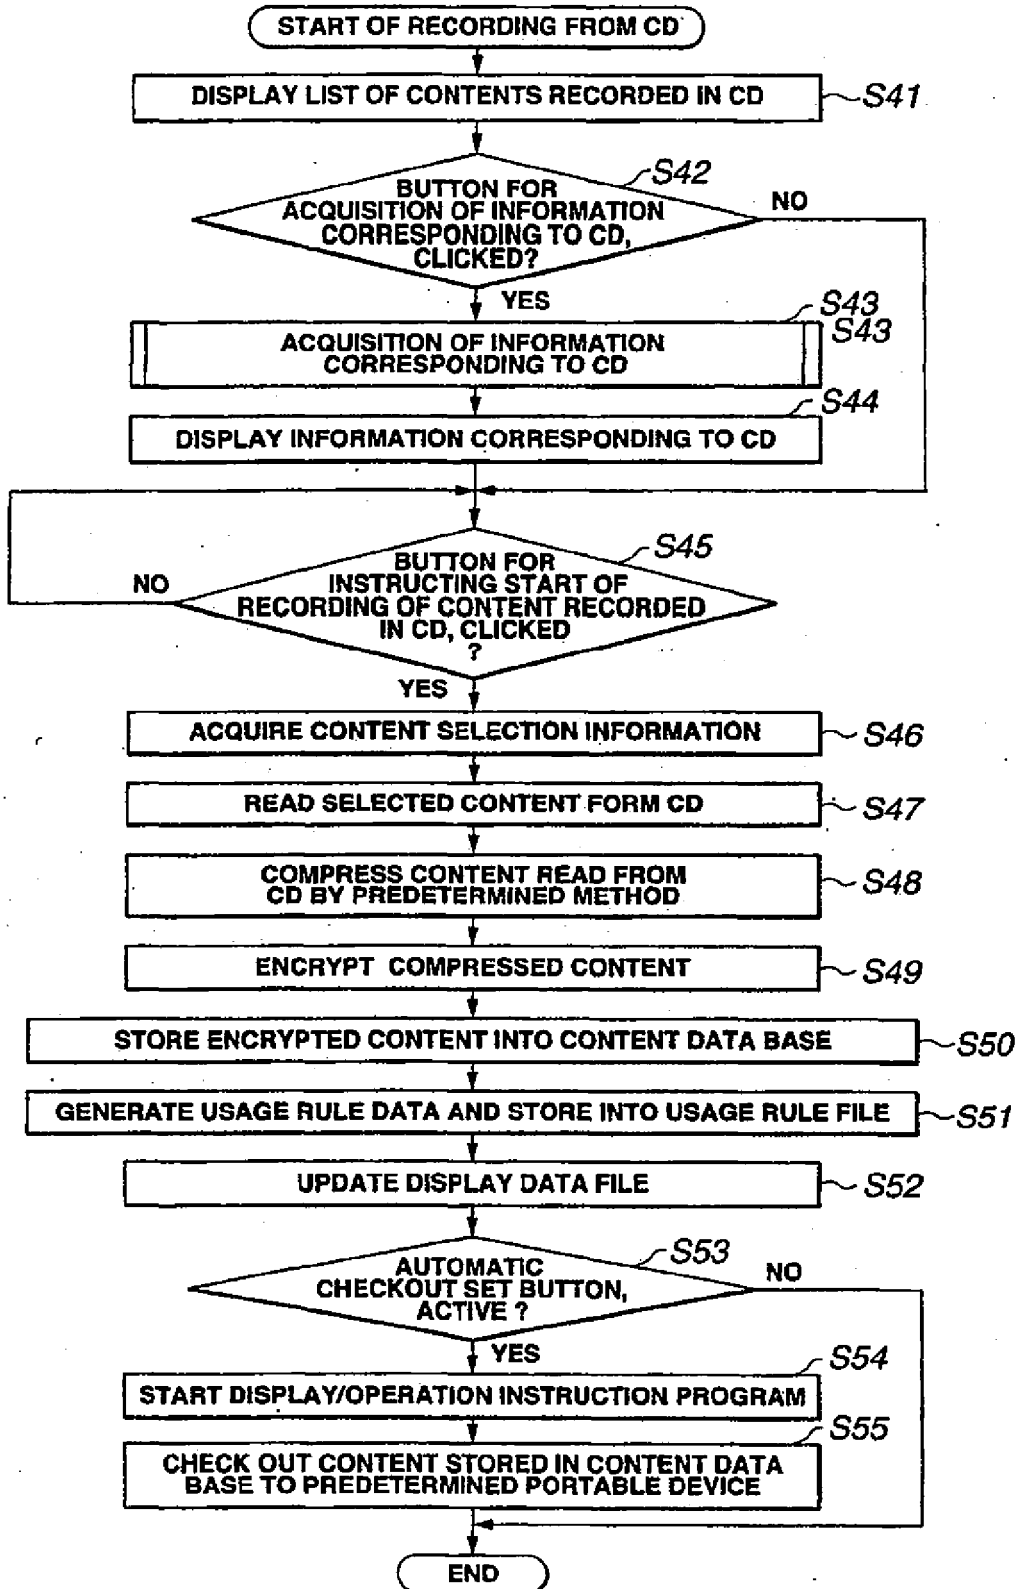 START OF RECORDING FROM CD
DISPLAY LIST OF CONTENTS RECORDED IN CD
S41
S42
BUTTON FOR
ACQUISITION OF INFORMATION
CORRESPONDING TO CD,
CLICKED?
NO
YES
S43
S43
ACQUISITION OF INFORMATION
CORRESPONDING TO CD
S44
DISPLAY INFORMATION CORRESPONDING TO CD
S45
BUTTON FOR
INSTRUCTING START OF
RECORDING OF CONTENT RECORDED
IN CD, CLICKED
?
NO
YES
ACQUIRE CONTENT SELECTION INFORMATION
S46
READ SELECTED CONTENT FORM CD
S47
COMPRESS CONTENT READ FROM
CD BY PREDETERMINED METHOD
S48
ENCRYPT COMPRESSED CONTENT
S49
STORE ENCRYPTED CONTENT INTO CONTENT DATA BASE
S50
GENERATE USAGE RULE DATA AND STORE INTO USAGE RULE FILE
S51
UPDATE DISPLAY DATA FILE
S52
S53
AUTOMATIC
CHECKOUT SET BUTTON,
ACTIVE ?
NO
YES
S54
START DISPLAY/OPERATION INSTRUCTION PROGRAM
S55
CHECK OUT CONTENT STORED IN CONTENT DATA
BASE TO PREDETERMINED PORTABLE DEVICE
END